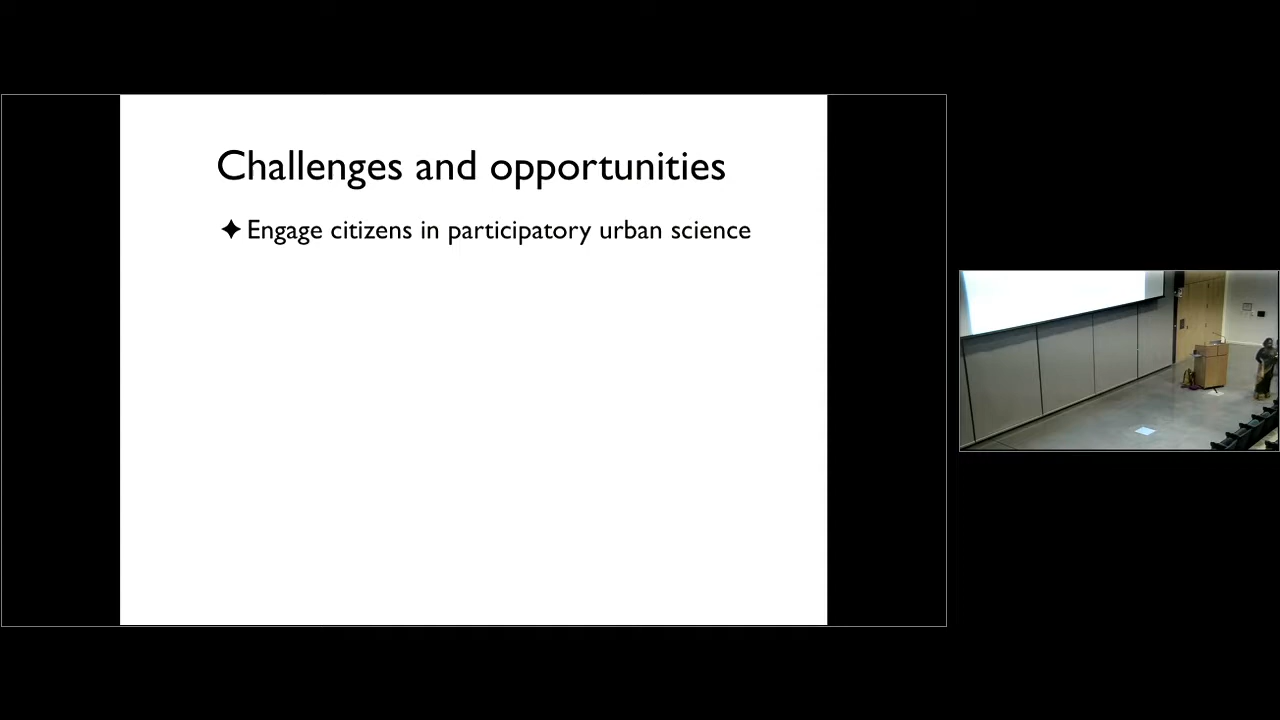 Challenges and opportunities
✦ Engage citizens in participatory urban science